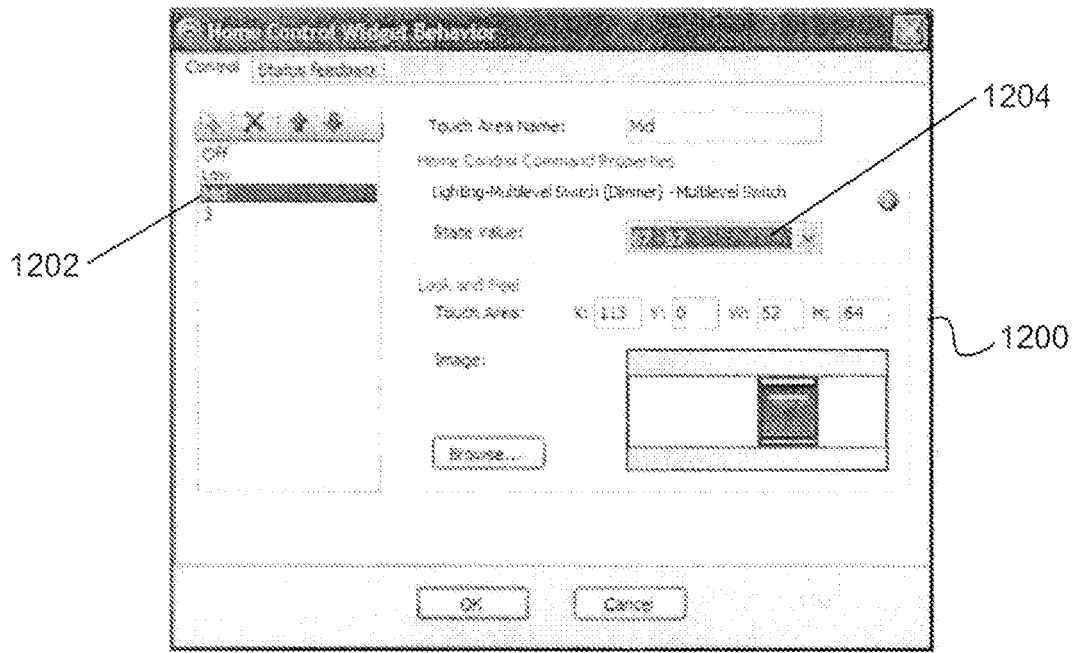 Home Control Widget Behavior
Control Status Feedback
1204
Touch Area Name: Mid
Off
Home Control Command Properties
Low
Lighting-Multilevel Switch (Dimmer) - Multilevel Switch
3
State Value:
1202
Look and Feel
Touch Area: X: 113 Y: 0 W: 52 H: 64
1200
Image:
Browse...
OK Cancel